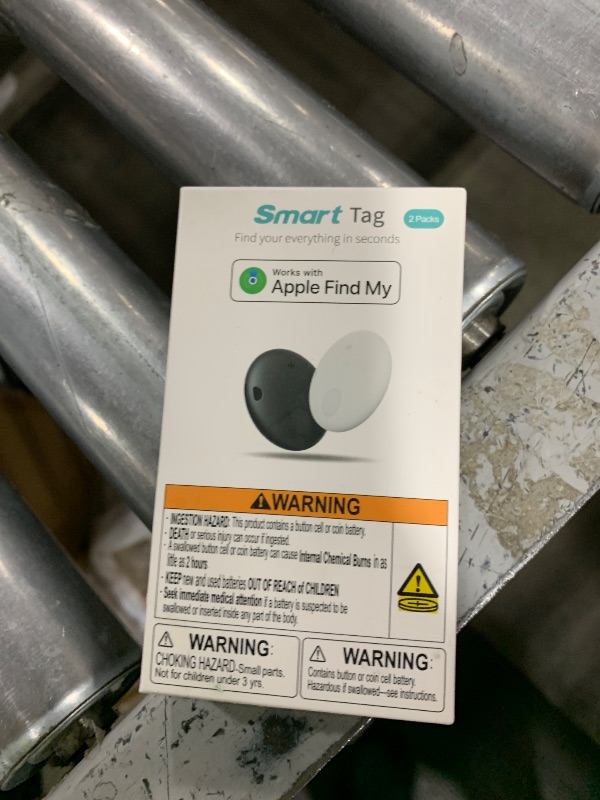 Smart Tag
2 Packs
Find your everything in seconds
Works with
Apple Find My
WARNING
- INGESTION HAZARD: This product contains a button cell or coin battery.
- DEATH or serious injury can occur if ingested.
- A swallowed button cell or coin battery can cause Internal Chemical Burns in as
little as 2 hours
- KEEP new and used batteries OUT OF REACH of CHILDREN
- Seek immediate medical attention if a battery is suspected to be
swallowed or inserted inside any part of the body.
WARNING:
CHOKING HAZARD-Small parts.
Not for children under 3 yrs.
WARNING:
Contains button or coin cell battery.
Hazardous if swallowed—see instructions.